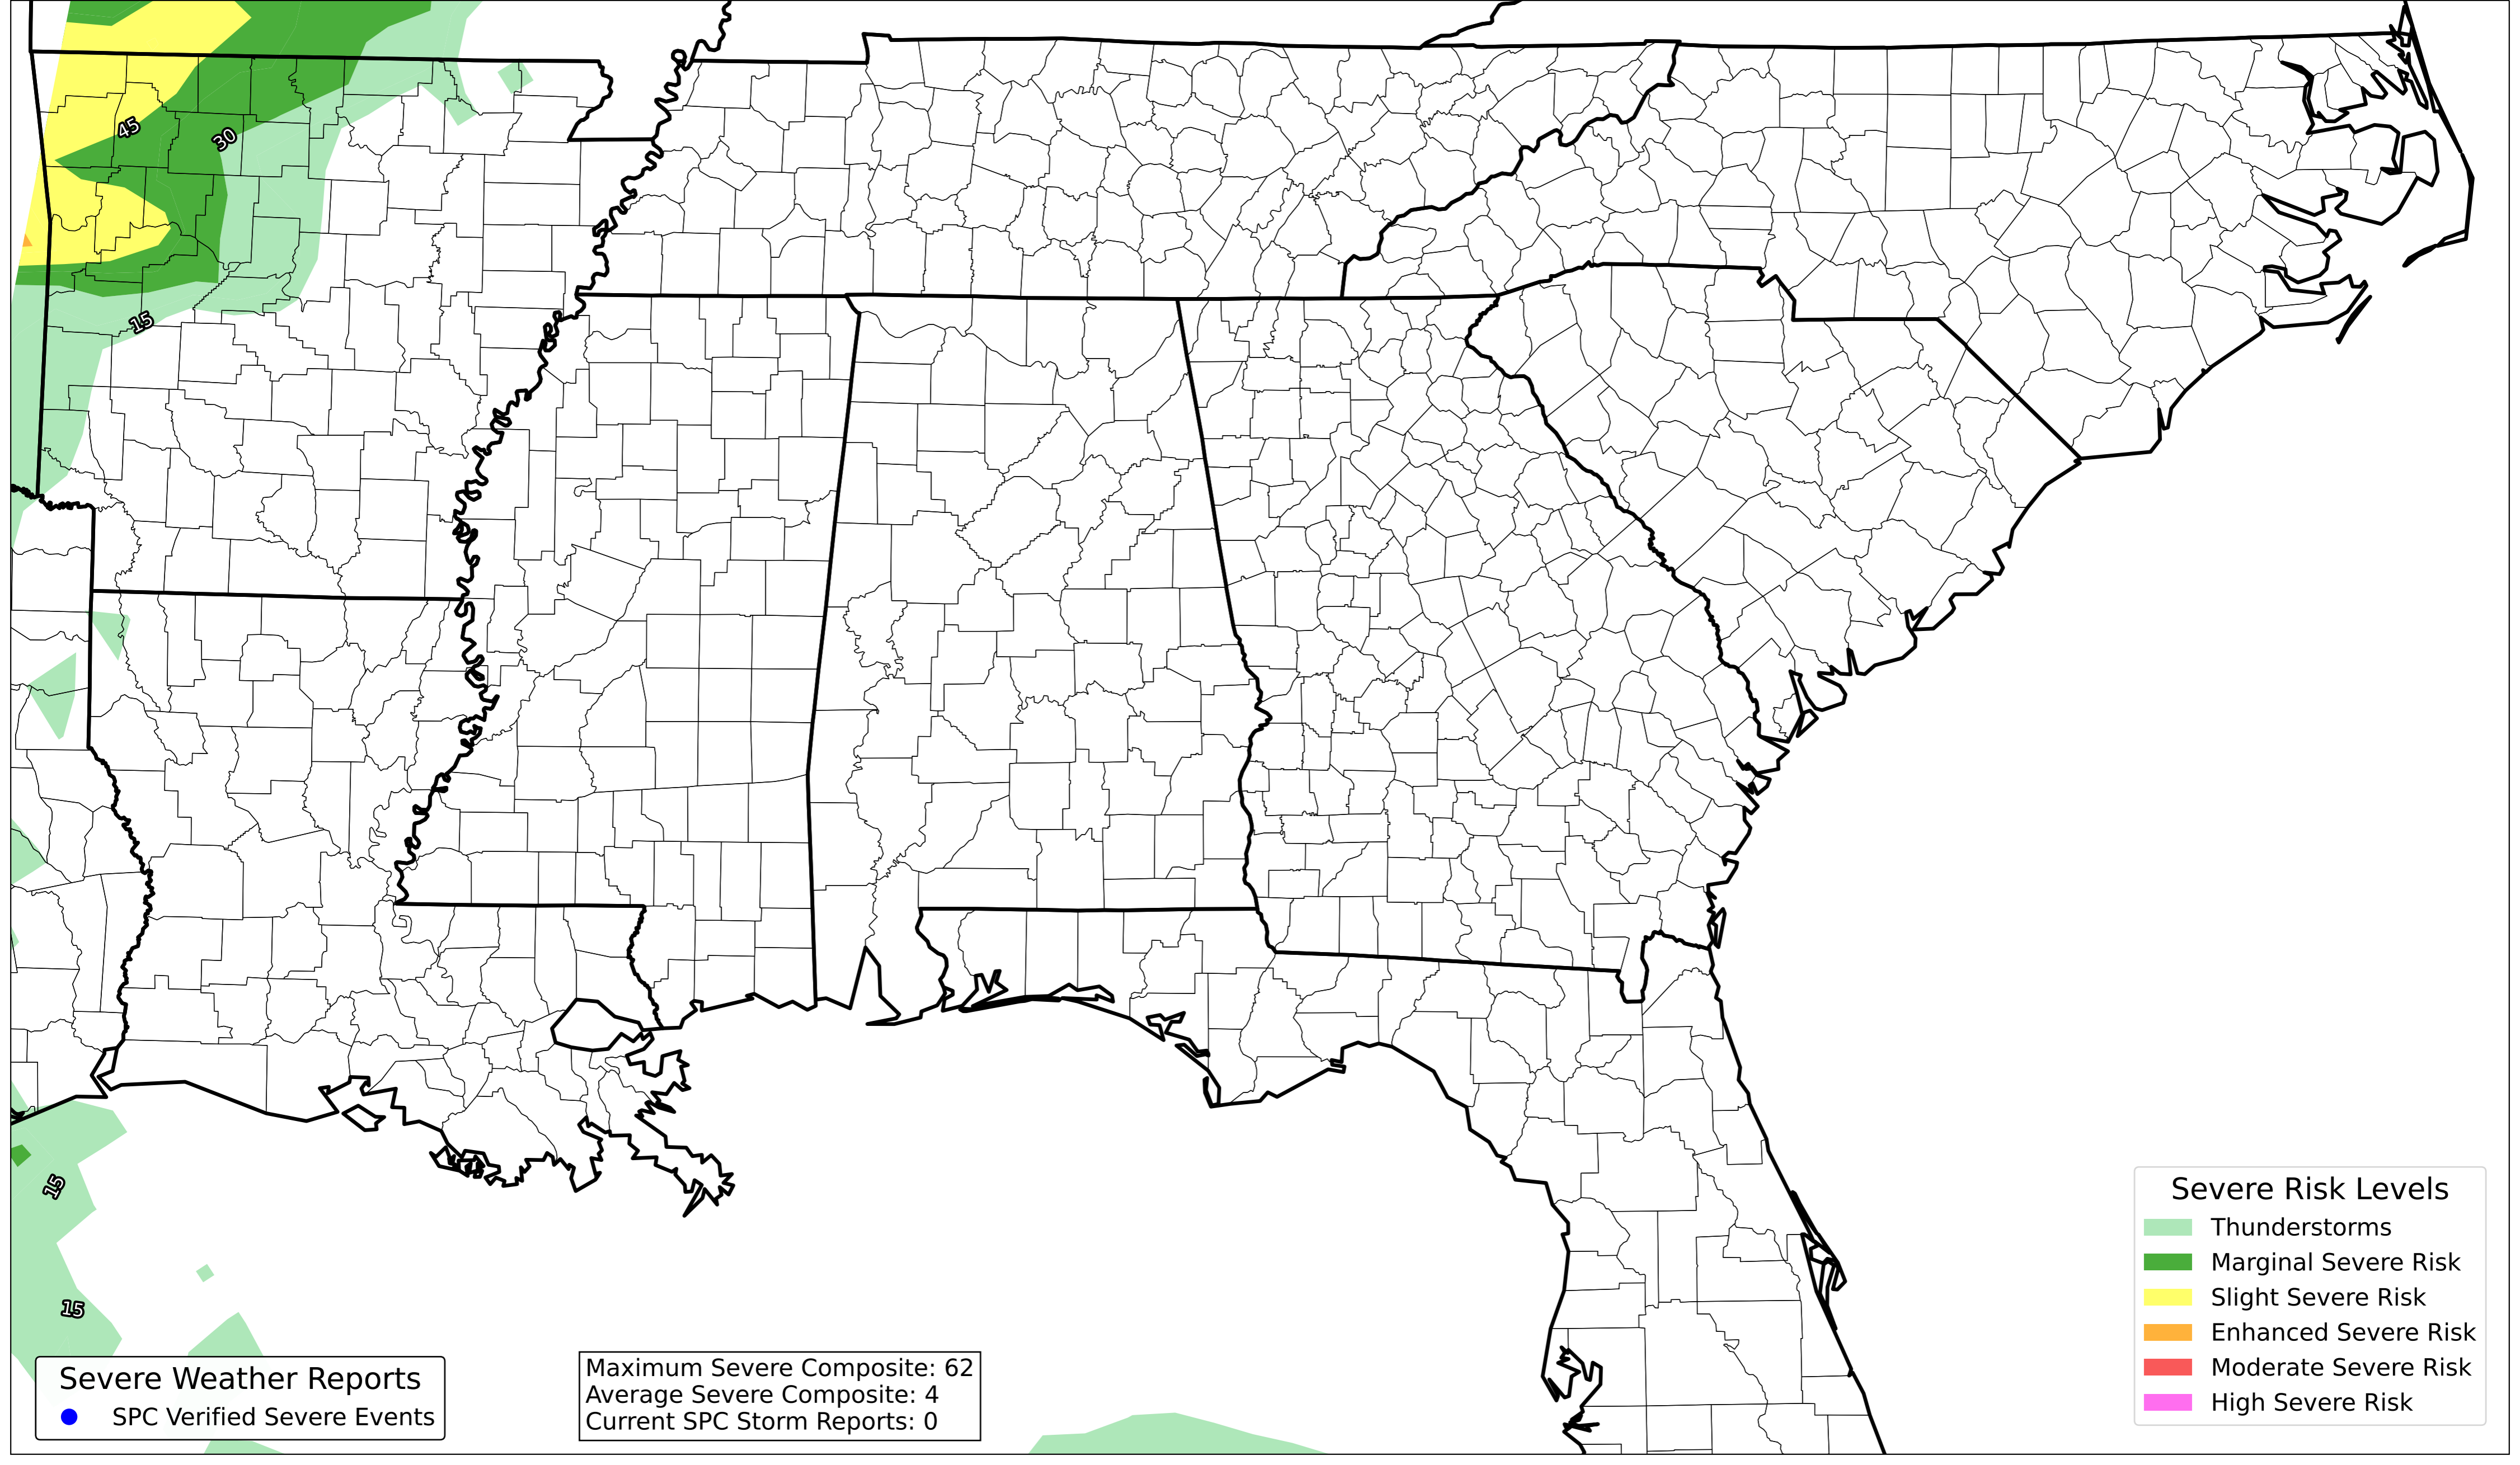 45
30
15
15
15
Severe Risk Levels
Thunderstorms
Marginal Severe Risk
Slight Severe Risk
Enhanced Severe Risk
Moderate Severe Risk
High Severe Risk
Severe Weather Reports
SPC Verified Severe Events
Maximum Severe Composite: 62
Average Severe Composite: 4
Current SPC Storm Reports: 0